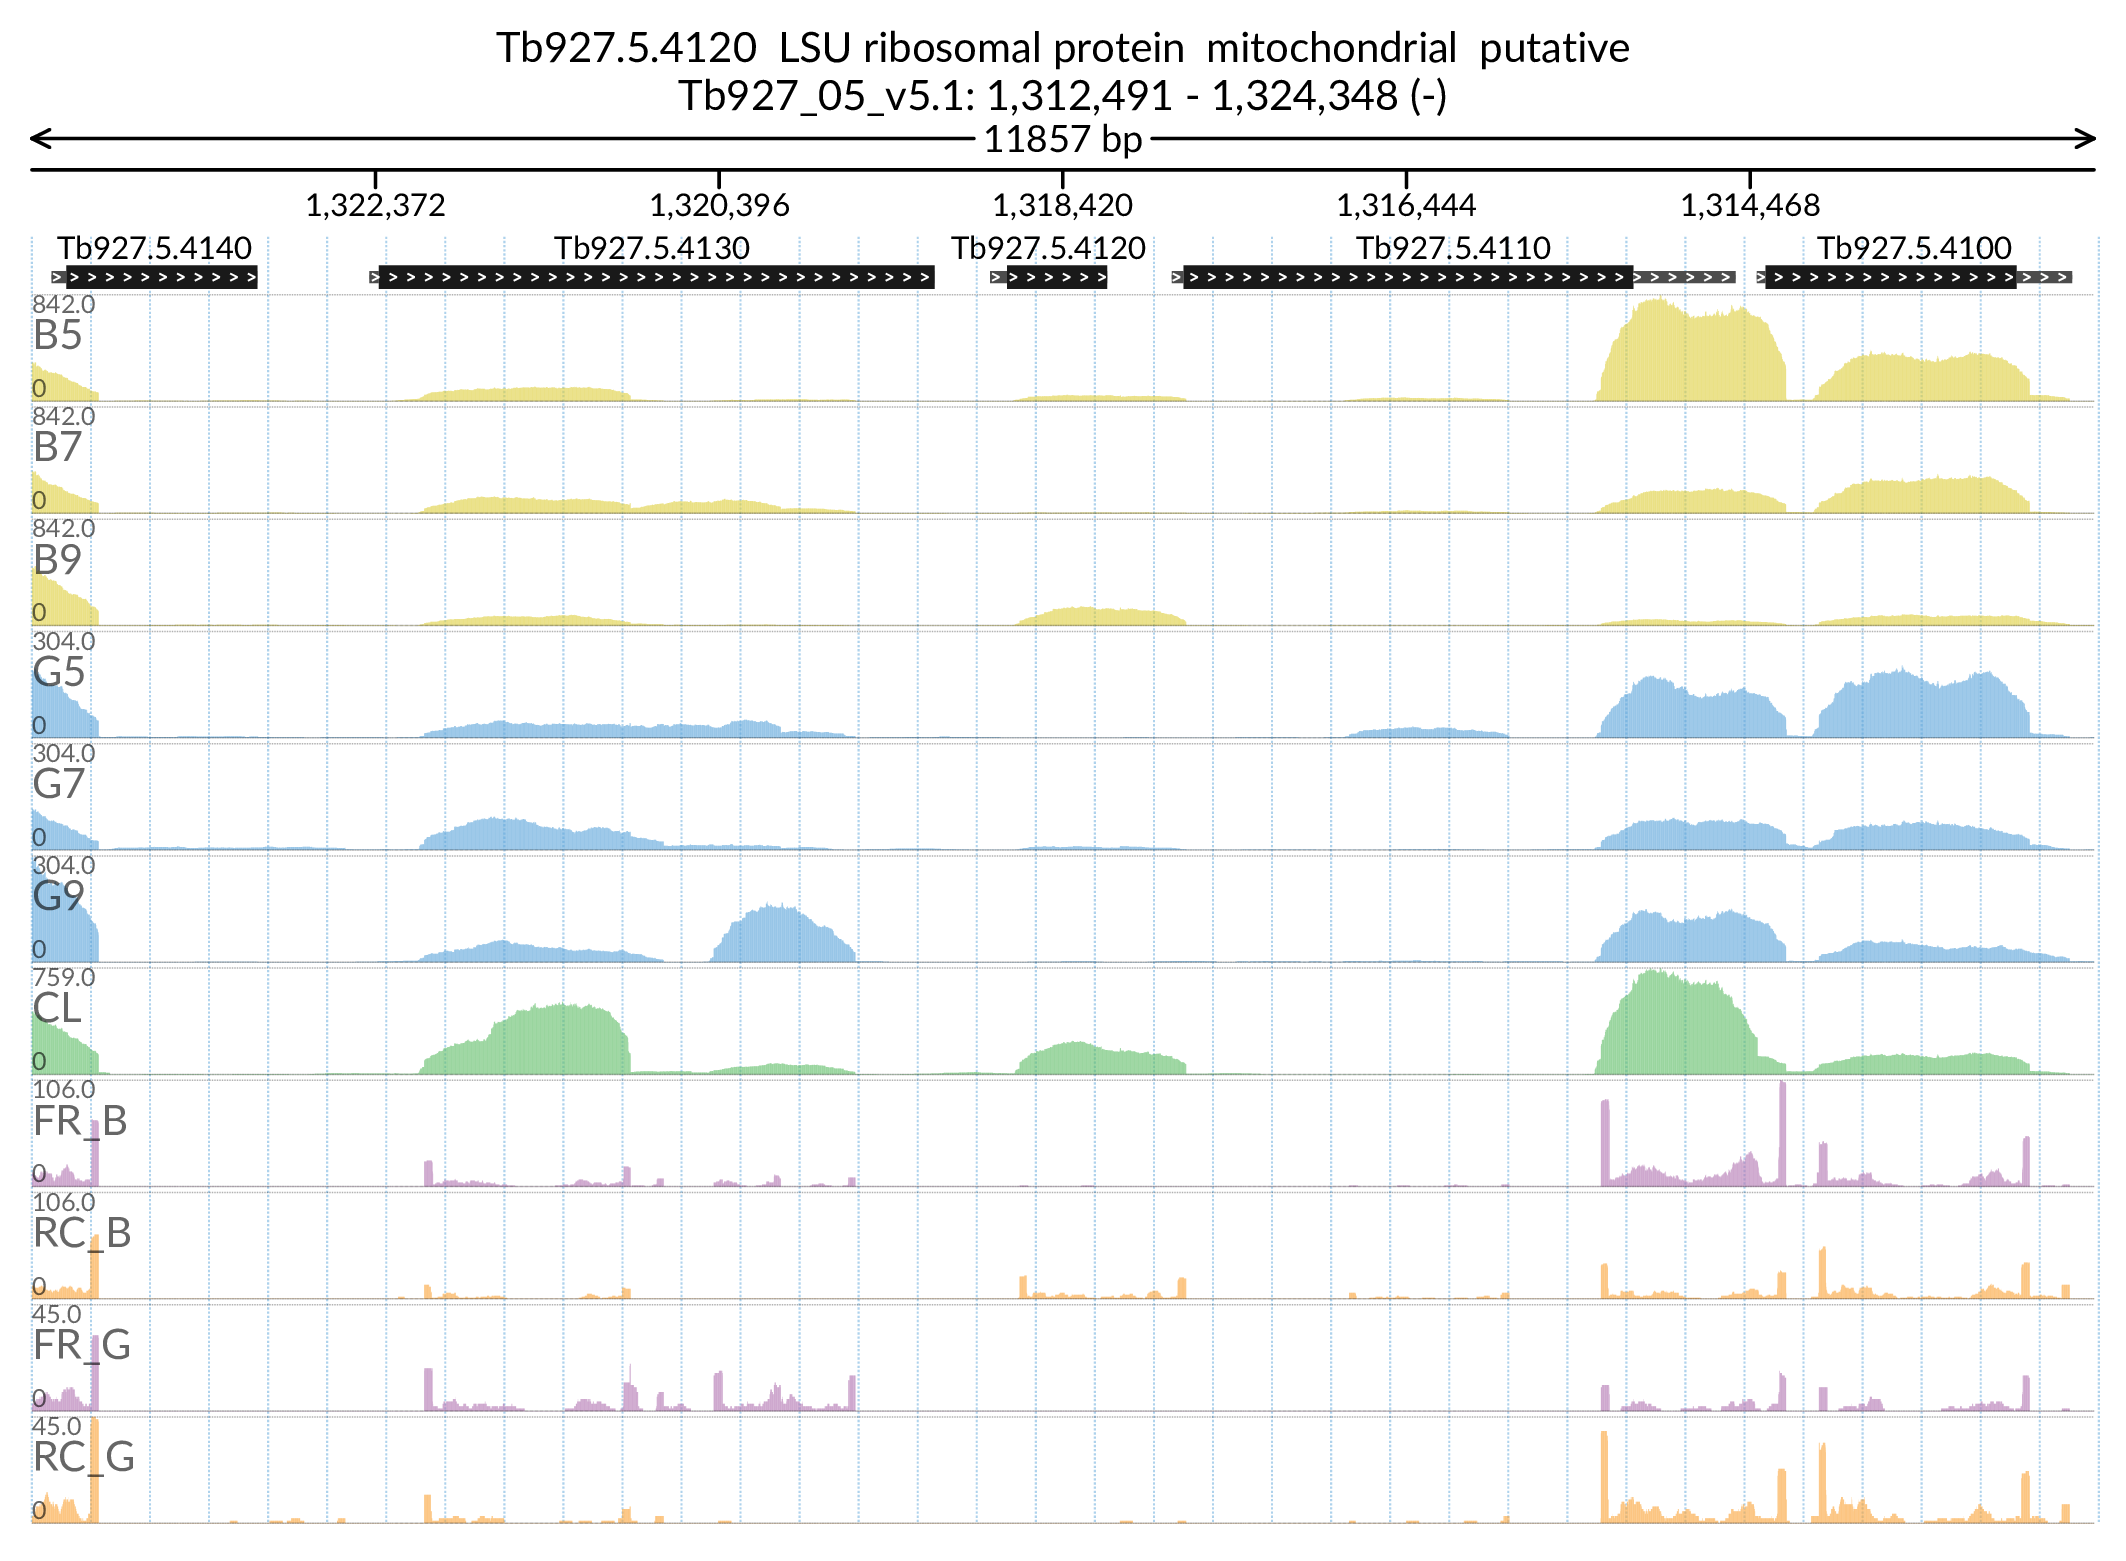 Tb927.5.4120  LSU ribosomal protein  mitochondrial  putative
Tb927_05_v5.1: 1,312,491 - 1,324,348 (-)
11857 bp
1,322,372 1,320,396 1,318,420 1,316,444 1,314,468
Tb927.5.4140 Tb927.5.4130 Tb927.5.4120 Tb927.5.4110 Tb927.5.4100
842.0
B5
0
842.0
B7
0
842.0
B9
0
304.0
G5
0
304.0
G7
0
304.0
G9
0
759.0
CL
0
106.0
FR_B
0
106.0
RC_B
0
45.0
FR_G
0
45.0
RC_G
0